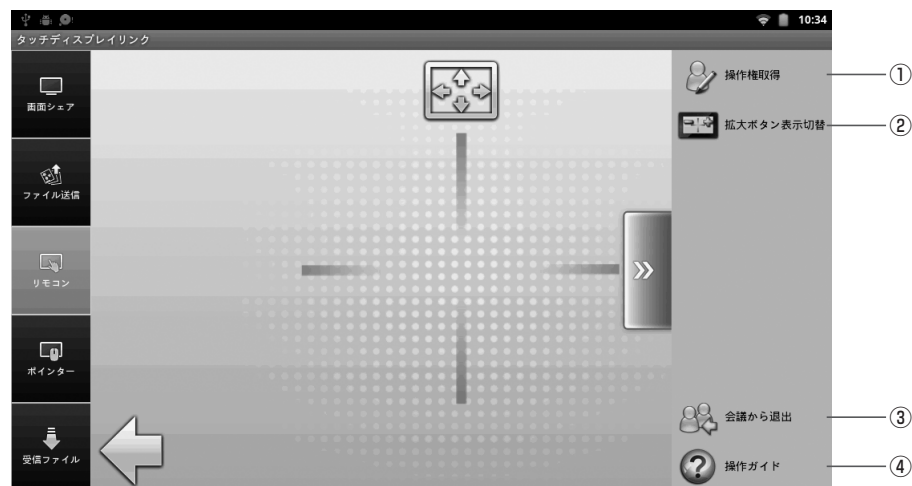 10:34
タッチディスプレイリンク
画面シェア
ファイル送信
リモコン
ポインター
受信ファイル
操作権取得
①
拡大ボタン表示切替
②
会議から退出
③
操作ガイド
④